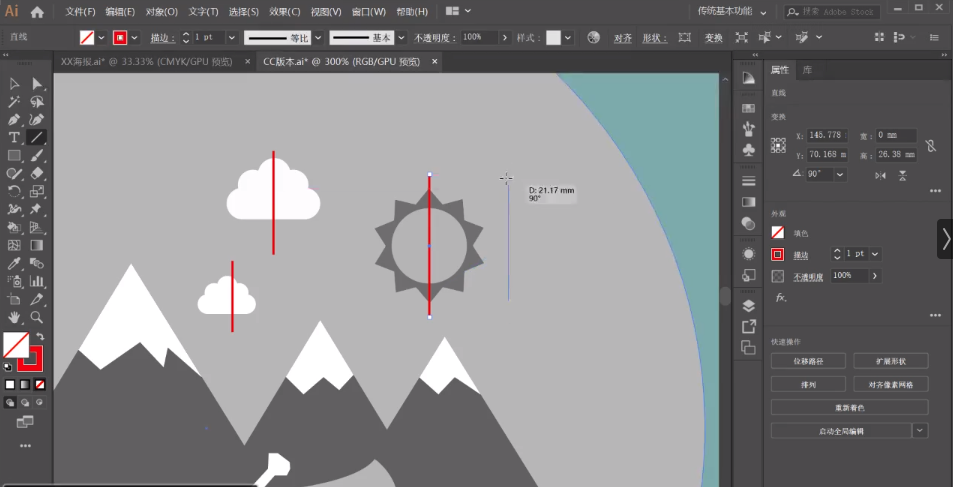 Ai 文件(F) 编辑(E) 对象(O) 文字(T) 选择(S) 效果(C) 视图(V) 窗口(W) 帮助(H) 传统基本功能 搜索 Adobe Stock
直线 描边: 1 pt 等比 基本 不透明度: 100% 样式: 对齐 形状: 变换
XX海报.ai* @ 33.33% (CMYK/GPU 预览) × CC版本.ai* @ 300% (RGB/GPU 预览) ×
属性 库
直线
变换
X: 145.778 宽: 0 mm
Y: 70.168 m 高: 26.38 mm
90°
D: 21.17 mm
90°
外观
填色
描边 1 pt
不透明度 100%
fx.
快速操作
位移路径 扩展形状
排列 对齐像素网格
重新着色
启动全局编辑